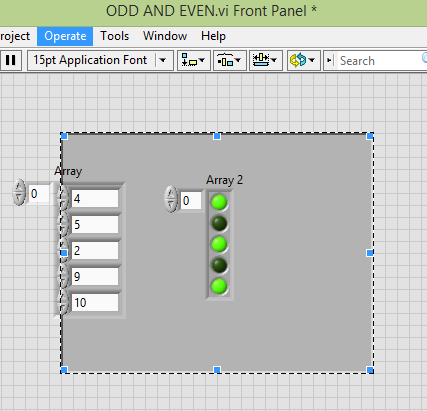 ODD AND EVEN.vi Front Panel *
roject Operate Tools Window Help
15pt Application Font Search
Array
0
4
5
2
9
10
Array 2
0